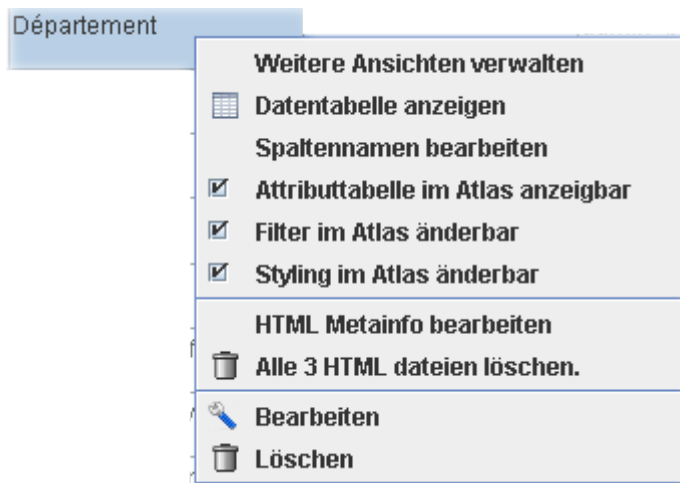 Département
Weitere Ansichten verwalten
Datentabelle anzeigen
Spaltennamen bearbeiten
Attributtabelle im Atlas anzeigbar
Filter im Atlas änderbar
Styling im Atlas änderbar
HTML Metainfo bearbeiten
Alle 3 HTML dateien löschen.
Bearbeiten
Löschen